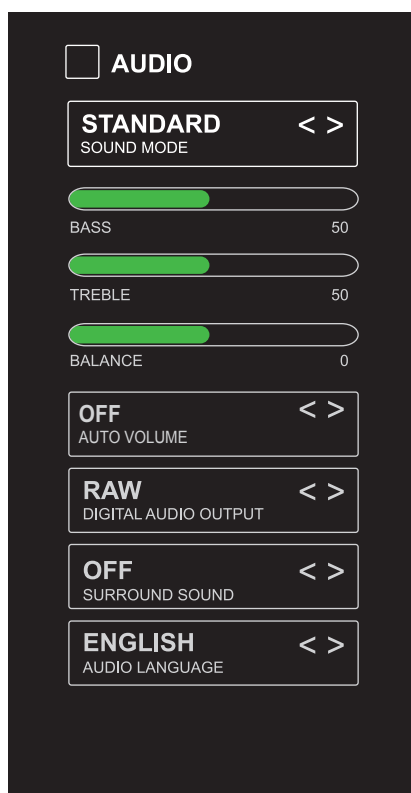 AUDIO
STANDARD < >
SOUND MODE
BASS 50
TREBLE 50
BALANCE 0
OFF < >
AUTO VOLUME
RAW < >
DIGITAL AUDIO OUTPUT
OFF < >
SURROUND SOUND
ENGLISH < >
AUDIO LANGUAGE